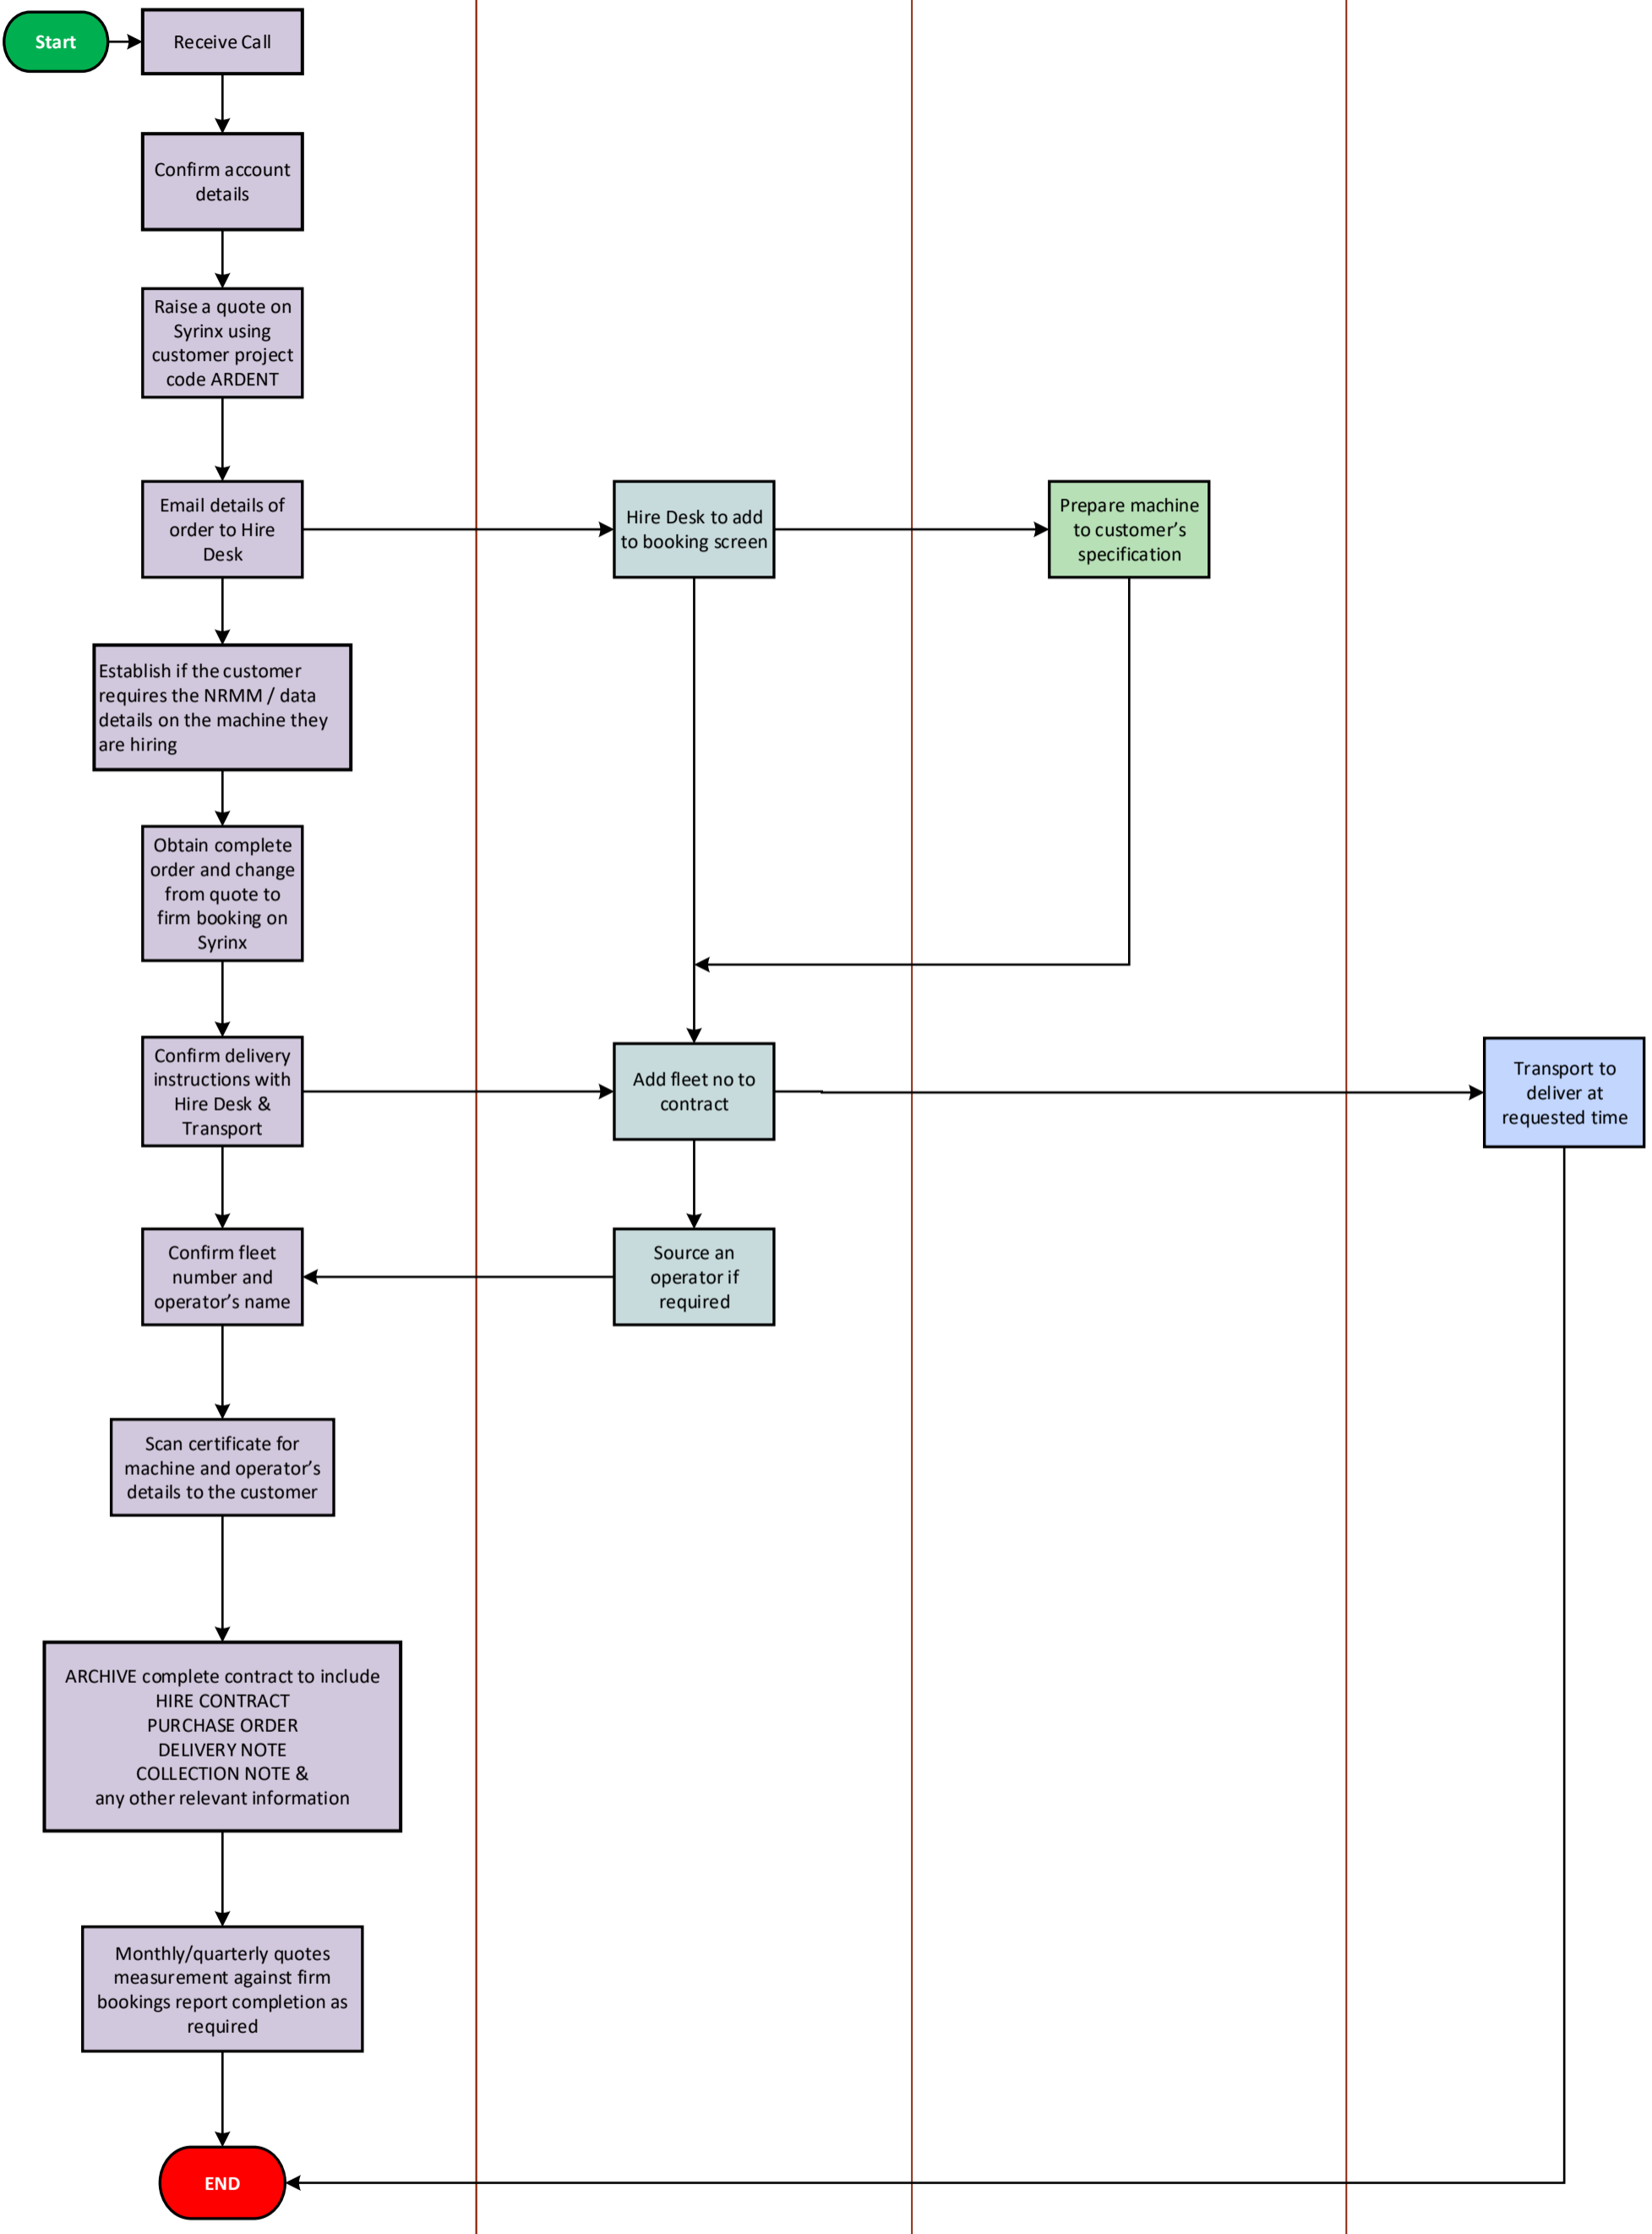 Start
Receive Call
Confirm account
details
Raise a quote on
Syrinx using
customer project
code ARDENT
Email details of
order to Hire
Desk
Hire Desk to add
to booking screen
Prepare machine
to customer’s
specification
Establish if the customer
requires the NRMM / data
details on the machine they
are hiring
Obtain complete
order and change
from quote to
firm booking on
Syrinx
Confirm delivery
instructions with
Hire Desk &
Transport
Add fleet no to
contract
Transport to
deliver at
requested time
Confirm fleet
number and
operator’s name
Source an
operator if
required
Scan certificate for
machine and operator’s
details to the customer
ARCHIVE complete contract to include
HIRE CONTRACT
PURCHASE ORDER
DELIVERY NOTE
COLLECTION NOTE &
any other relevant information
Monthly/quarterly quotes
measurement against firm
bookings report completion as
required
END